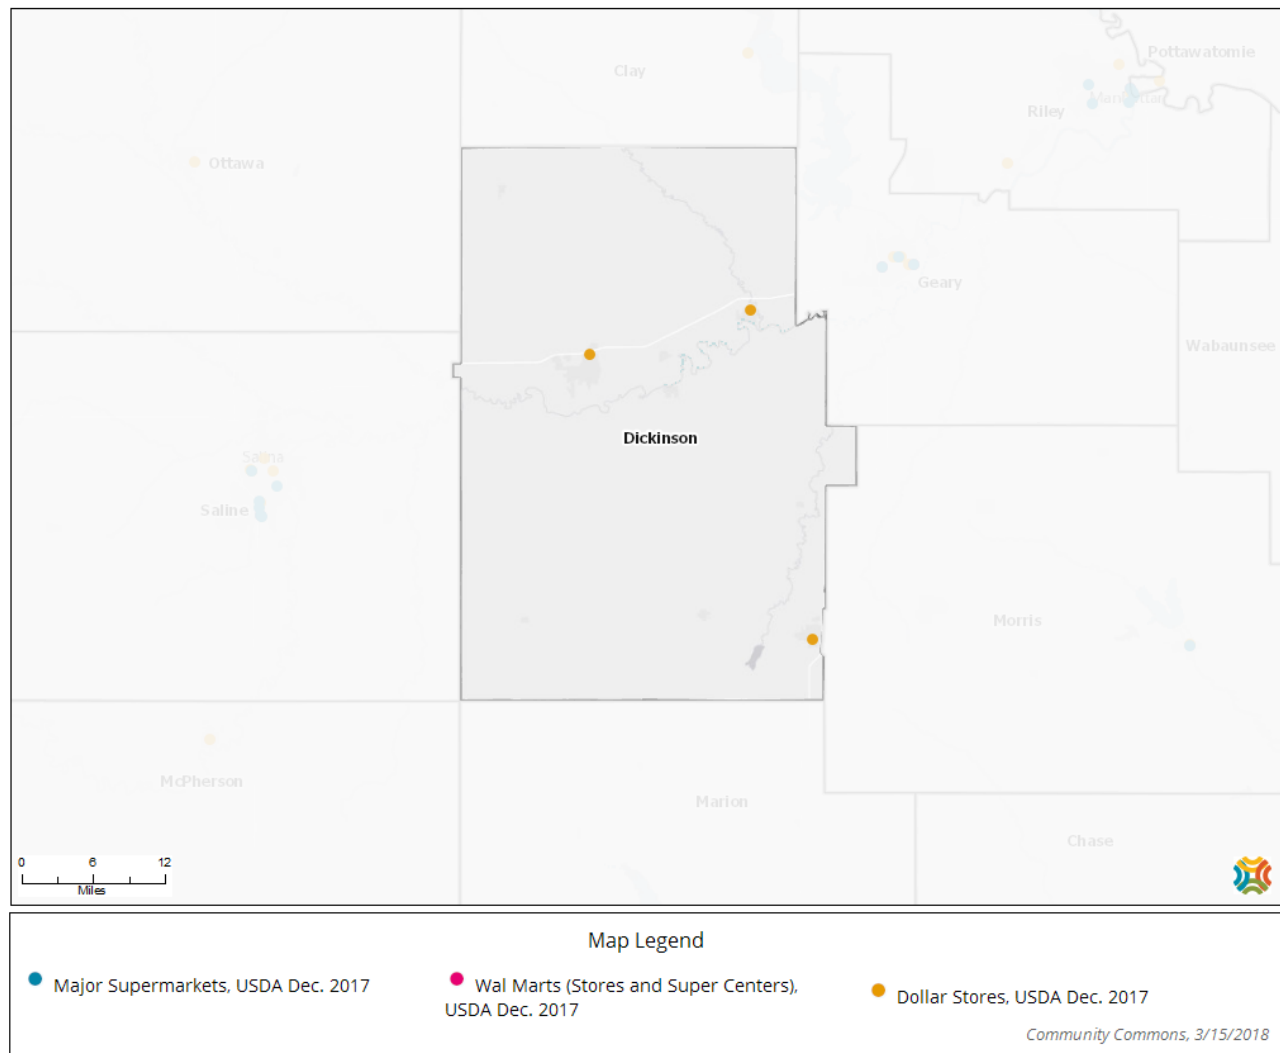 Clay
Pottawatomie
Manhattan
Riley
Ottawa
Geary
Wabaunsee
Dickinson
Salina
Saline
Morris
McPherson
Marion
Chase
0 6 12
Miles
Map Legend
Major Supermarkets, USDA Dec. 2017
Wal Marts (Stores and Super Centers),
USDA Dec. 2017
Dollar Stores, USDA Dec. 2017
Community Commons, 3/15/2018